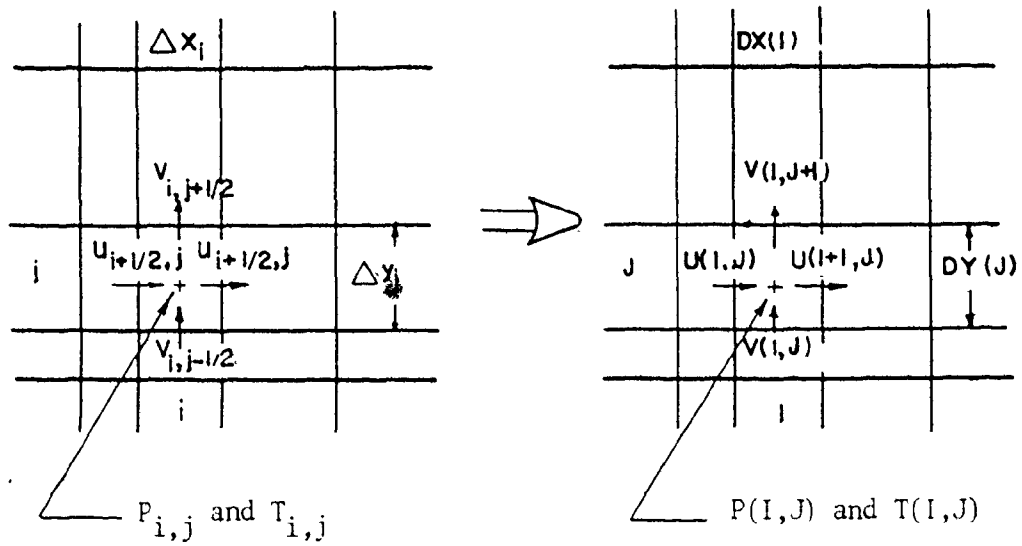 △X_i
V_i,j+1/2
U_i+1/2,j U_i+1/2,j
j
V_i,j-1/2
i
P_i,j and T_i,j
DX(I)
V(I,J+1)
J U(I,J) U(I+1,J) DY(J)
V(I,J)
I
P(I,J) and T(I,J)